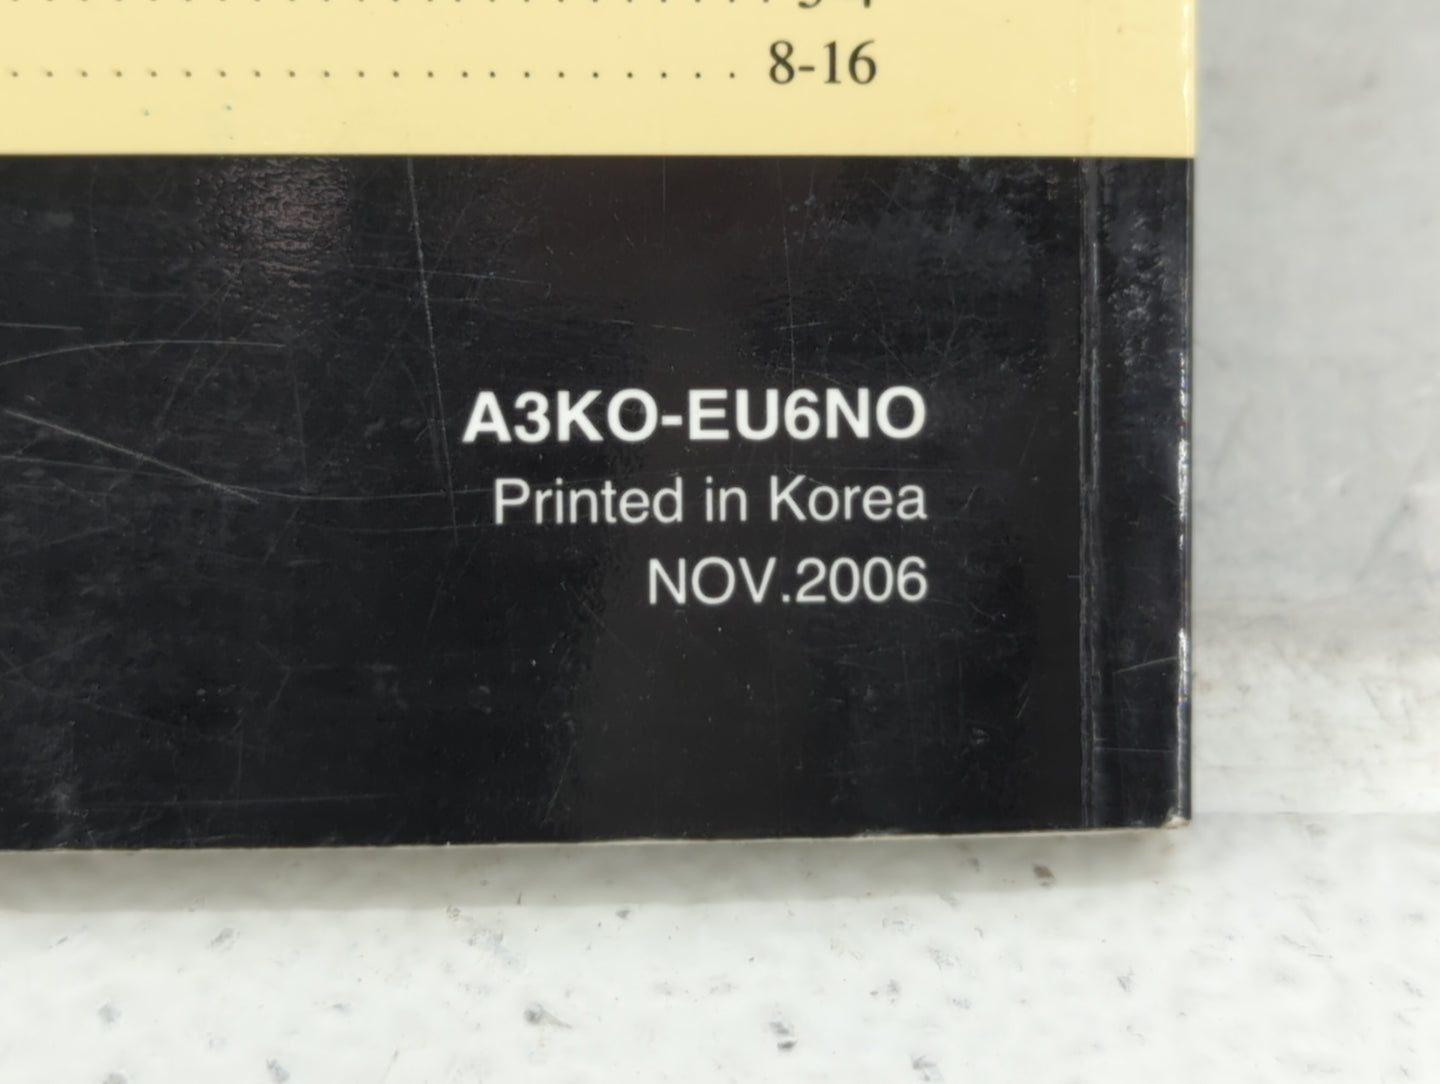 . . . . . . . . . . . . . . . . . . . . . 8-16
A3KO-EU6NO
Printed in Korea
NOV.2006